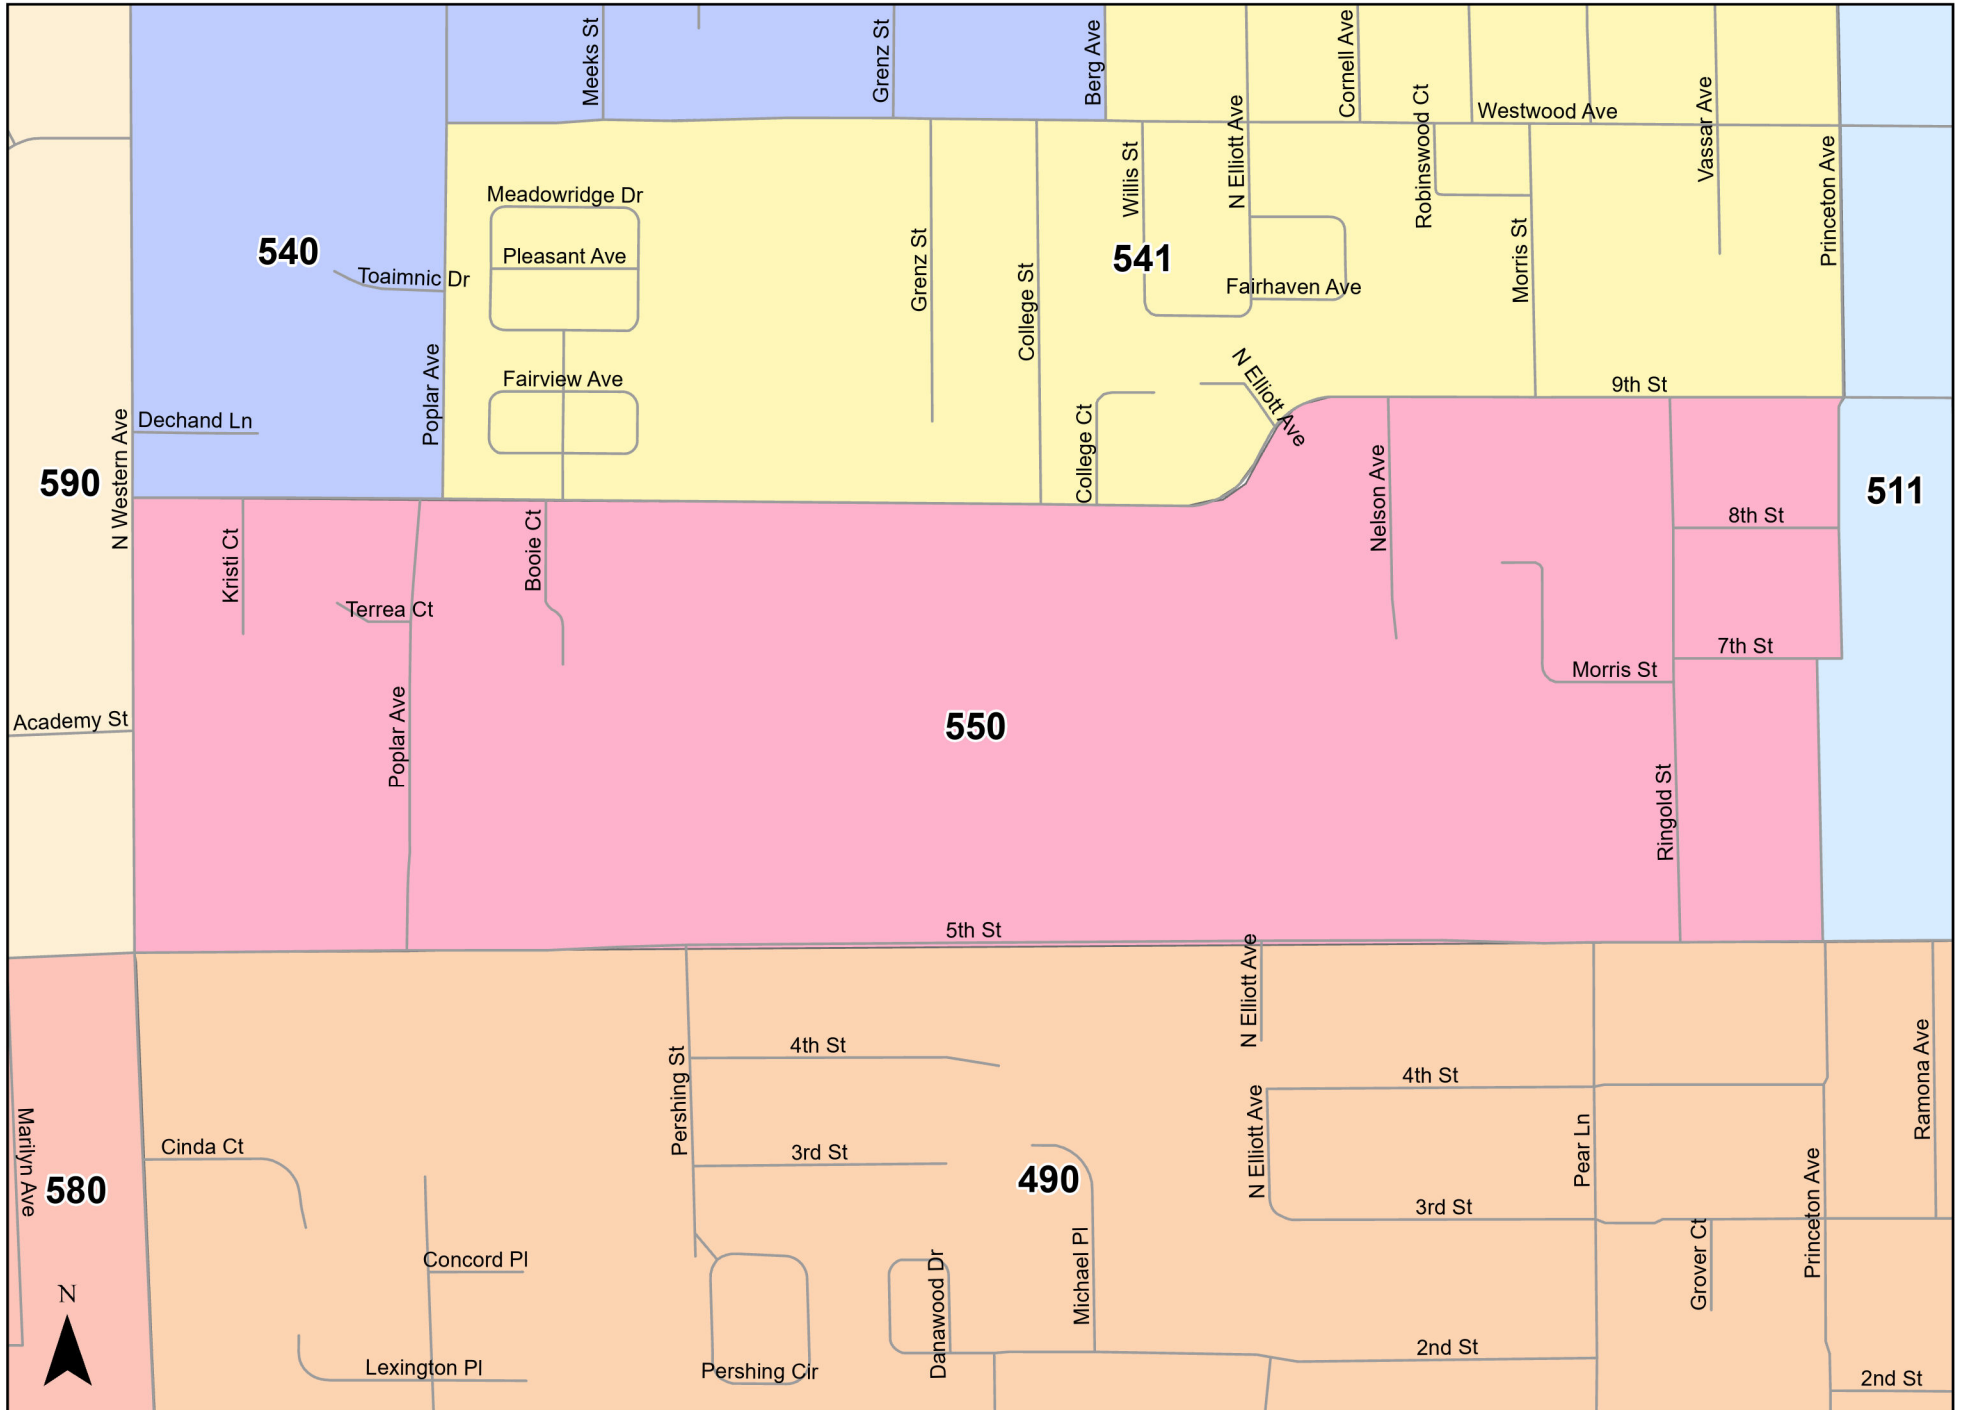 Meeks St
Grenz St
Berg Ave
Cornell Ave
Westwood Ave
N Elliott Ave
Robinswood Ct
Vassar Ave
Princeton Ave
Willis St
Meadowridge Dr
540
Pleasant Ave
Toaimnic Dr
Grenz St
College St
541
Fairhaven Ave
Morris St
Poplar Ave
Fairview Ave
N Elliott Ave
9th St
Dechand Ln
N Western Ave
590
College Ct
Nelson Ave
511
8th St
Kristi Ct
Booie Ct
Terrea Ct
7th St
Morris St
Academy St
Poplar Ave
550
Ringold St
5th St
N Elliott Ave
4th St
4th St
Pershing St
Ramona Ave
Marilyn Ave
580
Cinda Ct
3rd St
490
N Elliott Ave
Pear Ln
3rd St
Princeton Ave
Grover Ct
Concord Pl
Danawood Dr
Michael Pl
N
Lexington Pl
Pershing Cir
2nd St
2nd St